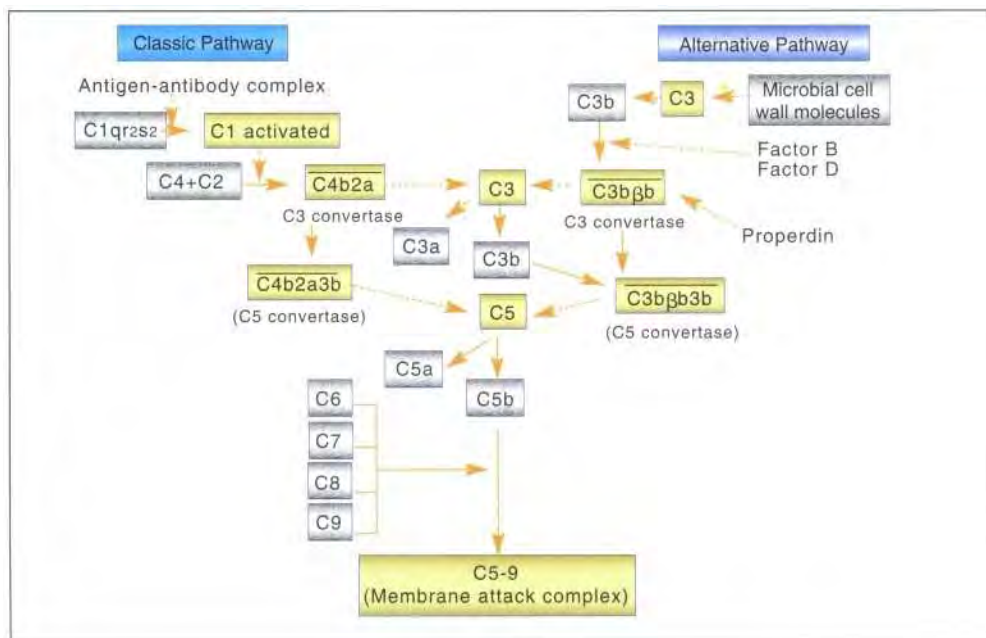 Classic Pathway
Alternative Pathway
Antigen-antibody complex
C1qr2s2
C1 activated
C3b
C3
Microbial cell
wall molecules
Factor B
Factor D
C4+C2
C4b2a
C3 convertase
C3
C3bβb
C3 convertase
Properdin
C3a
C3b
C4b2a3b
(C5 convertase)
C5
C3bβb3b
(C5 convertase)
C5a
C5b
C6
C7
C8
C9
C5-9
(Membrane attack complex)